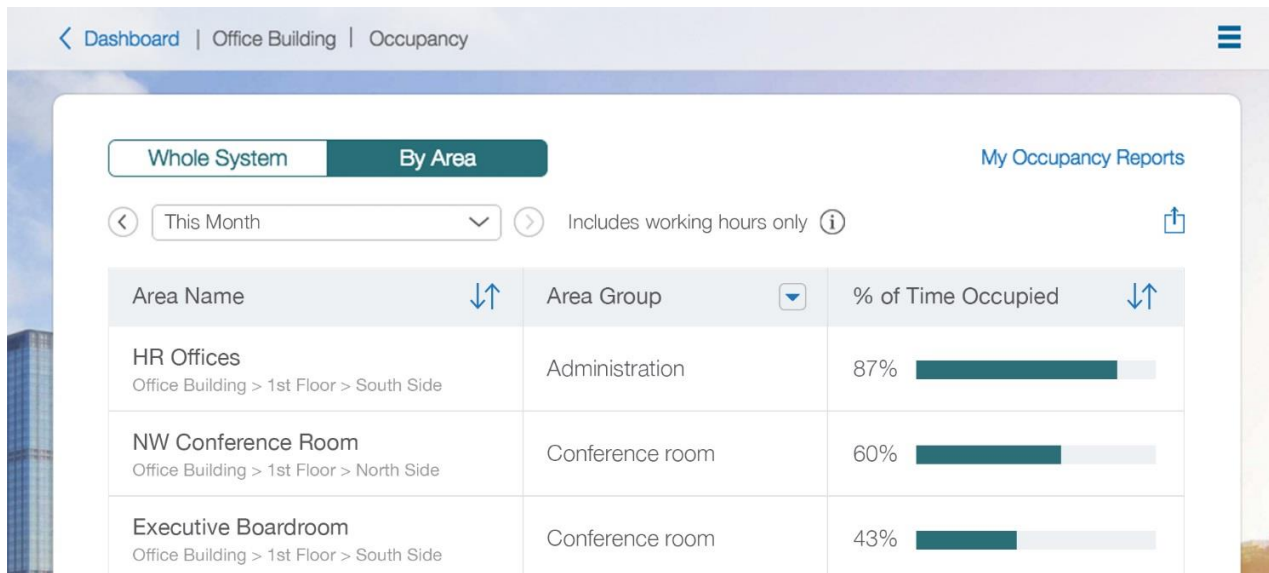 Dashboard | Office Building | Occupancy
Whole System By Area My Occupancy Reports
This Month Includes working hours only
Area Name Area Group % of Time Occupied
HR Offices
Office Building > 1st Floor > South Side
Administration 87%
NW Conference Room
Office Building > 1st Floor > North Side
Conference room 60%
Executive Boardroom
Office Building > 1st Floor > South Side
Conference room 43%